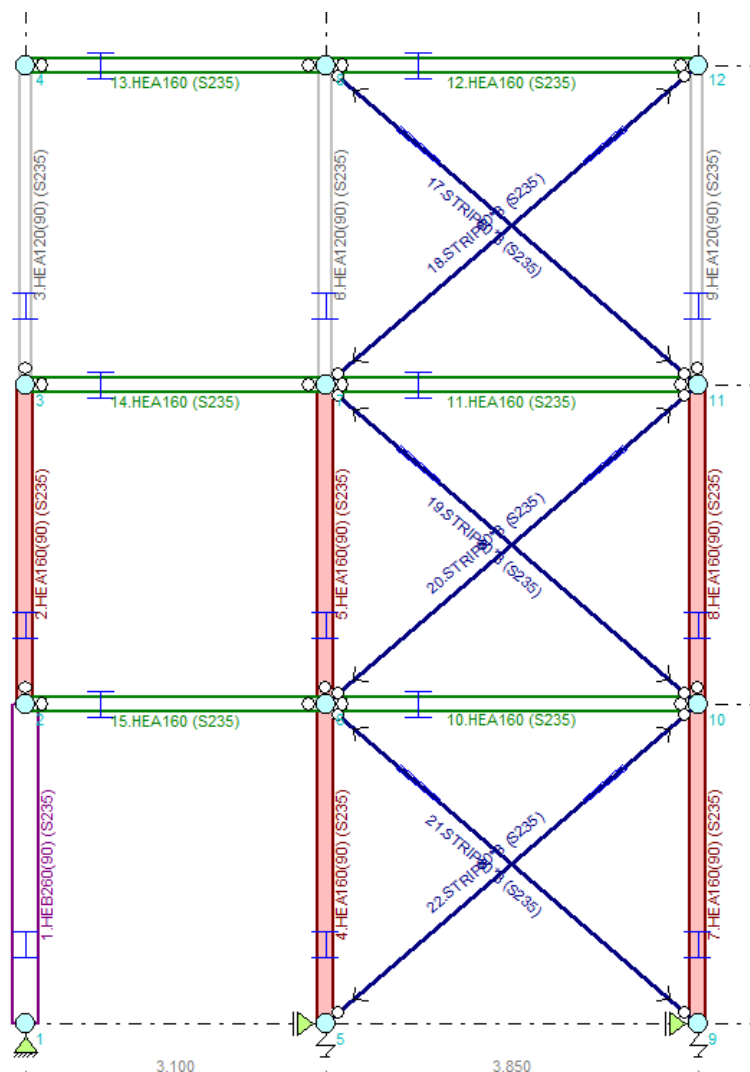 4
8
12
13.HEA160 (S235)
12.HEA160 (S235)
3.HEA120(90) (S235)
6.HEA120(90) (S235)
9.HEA120(90) (S235)
17.STRIP (S235)
18.STRIP (S235)
3
7
11
14.HEA160 (S235)
11.HEA160 (S235)
2.HEA160(90) (S235)
5.HEA160(90) (S235)
8.HEA160(90) (S235)
19.STRIP (S235)
20.STRIP (S235)
2
6
10
15.HEA160 (S235)
10.HEA160 (S235)
1.HEB260(90) (S235)
4.HEA160(90) (S235)
7.HEA160(90) (S235)
21.STRIP (S235)
22.STRIP (S235)
1
5
9
3.100
3.850